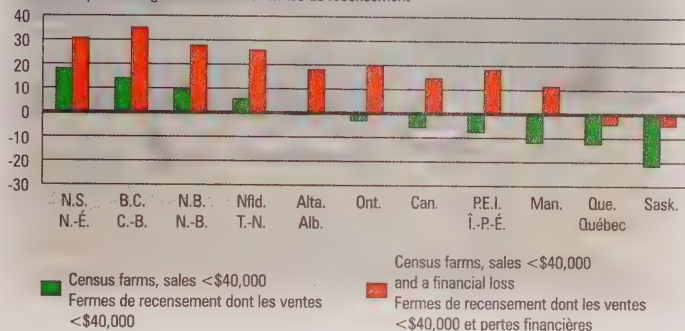 40
30
20
10
0
-10
-20
-30
N.S. B.C. N.B. Nfld. Alta. Ont. Can. P.E.I. Man. Que. Sask.
N.-É. C.-B. N.-B. T.-N. Alb. Î.-P.-É. Québec
Census farms, sales <$40,000
Fermes de recensement dont les ventes
<$40,000
Census farms, sales <$40,000
and a financial loss
Fermes de recensement dont les ventes
<$40,000 et pertes financières